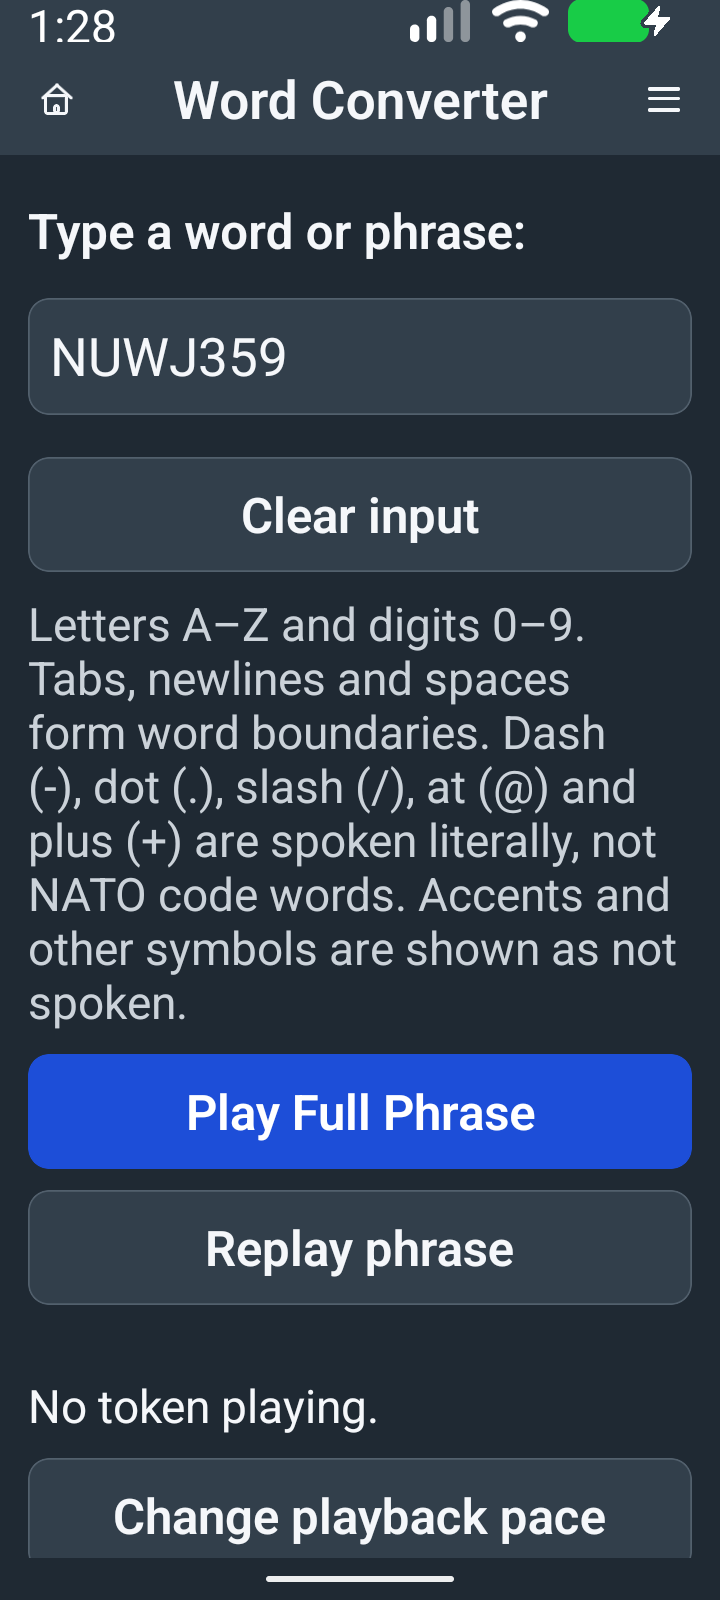 1:28
Word Converter
Type a word or phrase:
NUWJ359
Clear input
Letters A–Z and digits 0–9.
Tabs, newlines and spaces
form word boundaries. Dash
(-), dot (.), slash (/), at (@) and
plus (+) are spoken literally, not
NATO code words. Accents and
other symbols are shown as not
spoken.
Play Full Phrase
Replay phrase
No token playing.
Change playback pace